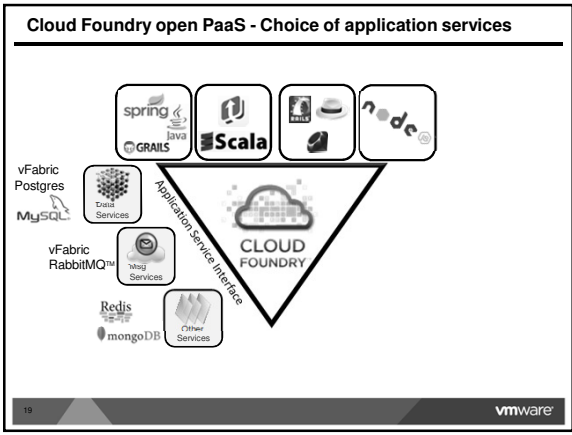 Cloud Foundry open PaaS - Choice of application services
spring
Java
GRAILS
Scala
RAILS
node
vFabric
Postgres
MySQL
Data
Services
Application Service Interface
CLOUD
FOUNDRY
vFabric
RabbitMQ™
Msg
Services
Redis
mongoDB
Other
Services
19
vmware